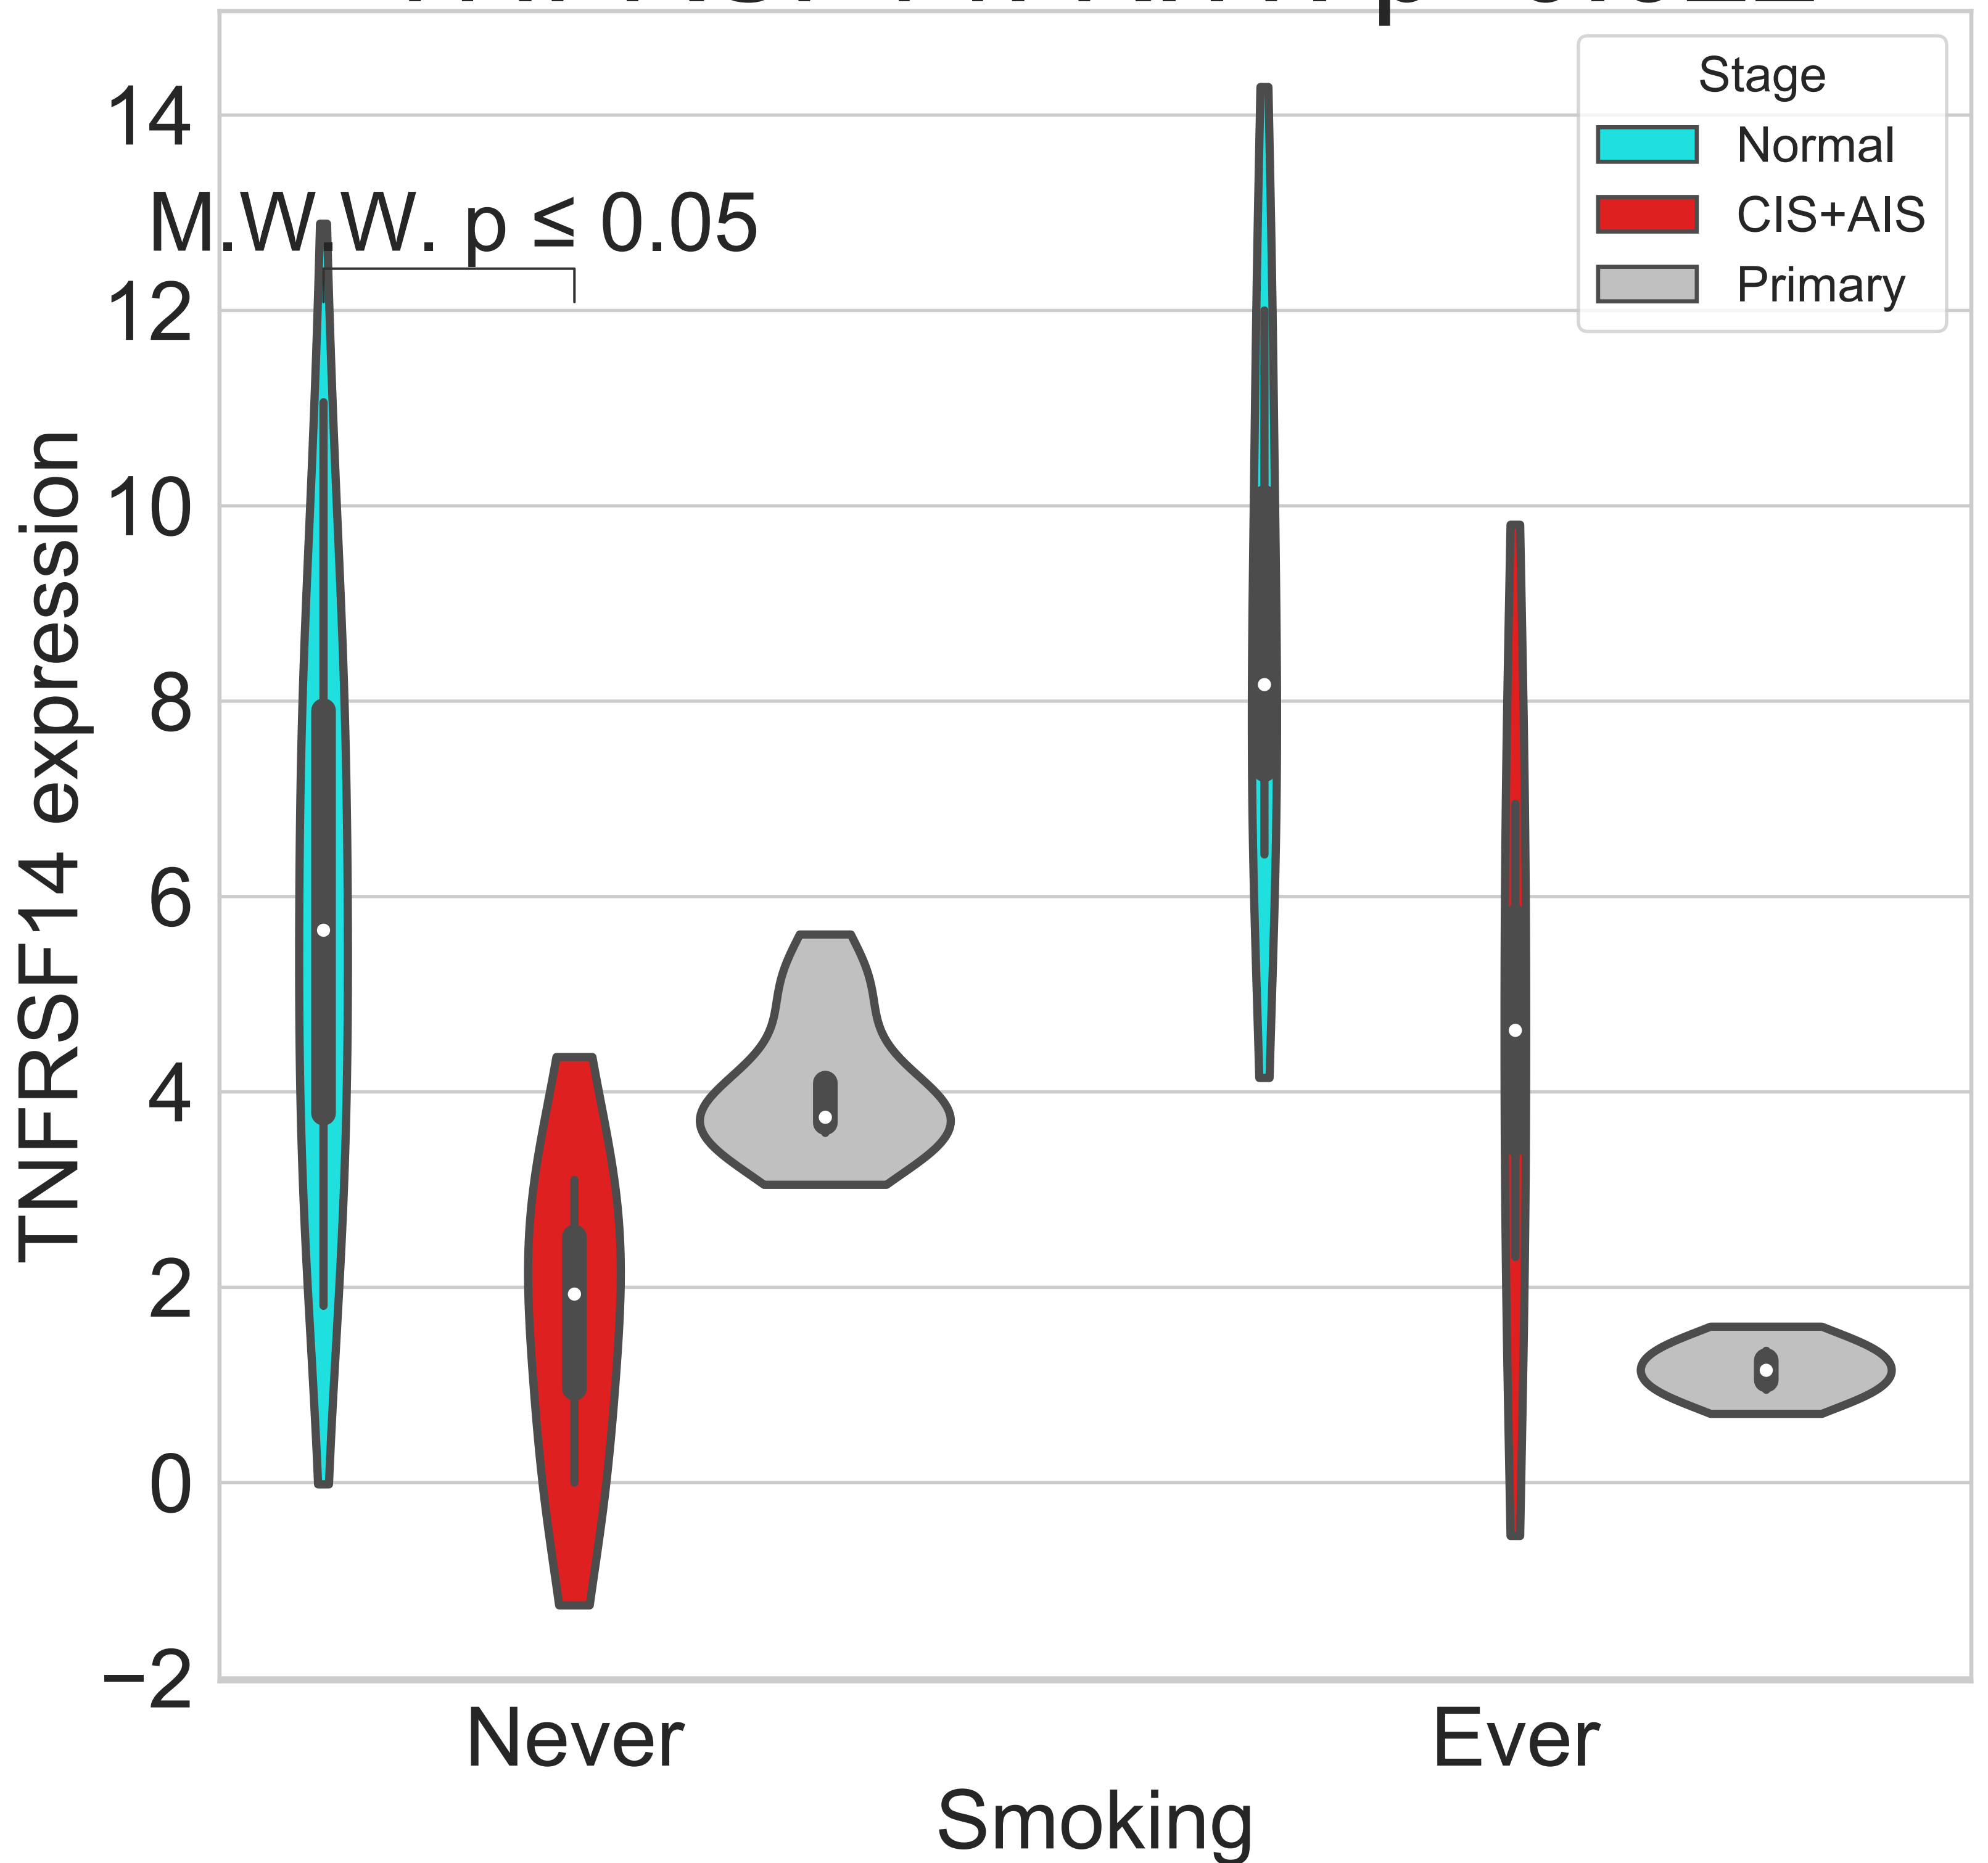 14
M.W.W. p ≤ 0.05
12
10
8
6
4
2
0
−2
TNFRSF14 expression
Stage
Normal
CIS+AIS
Primary
Never
Ever
Smoking